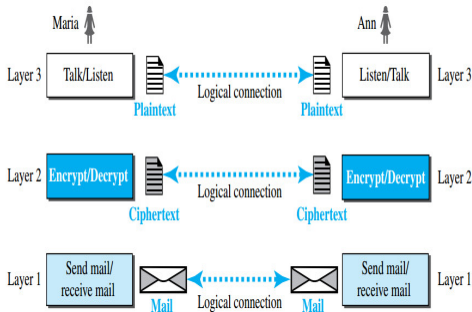 Maria
Ann
Layer 3
Talk/Listen
Plaintext
Logical connection
Plaintext
Listen/Talk
Layer 3
Layer 2
Encrypt/Decrypt
Ciphertext
Logical connection
Ciphertext
Encrypt/Decrypt
Layer 2
Layer 1
Send mail/
receive mail
Mail
Logical connection
Mail
Send mail/
receive mail
Layer 1